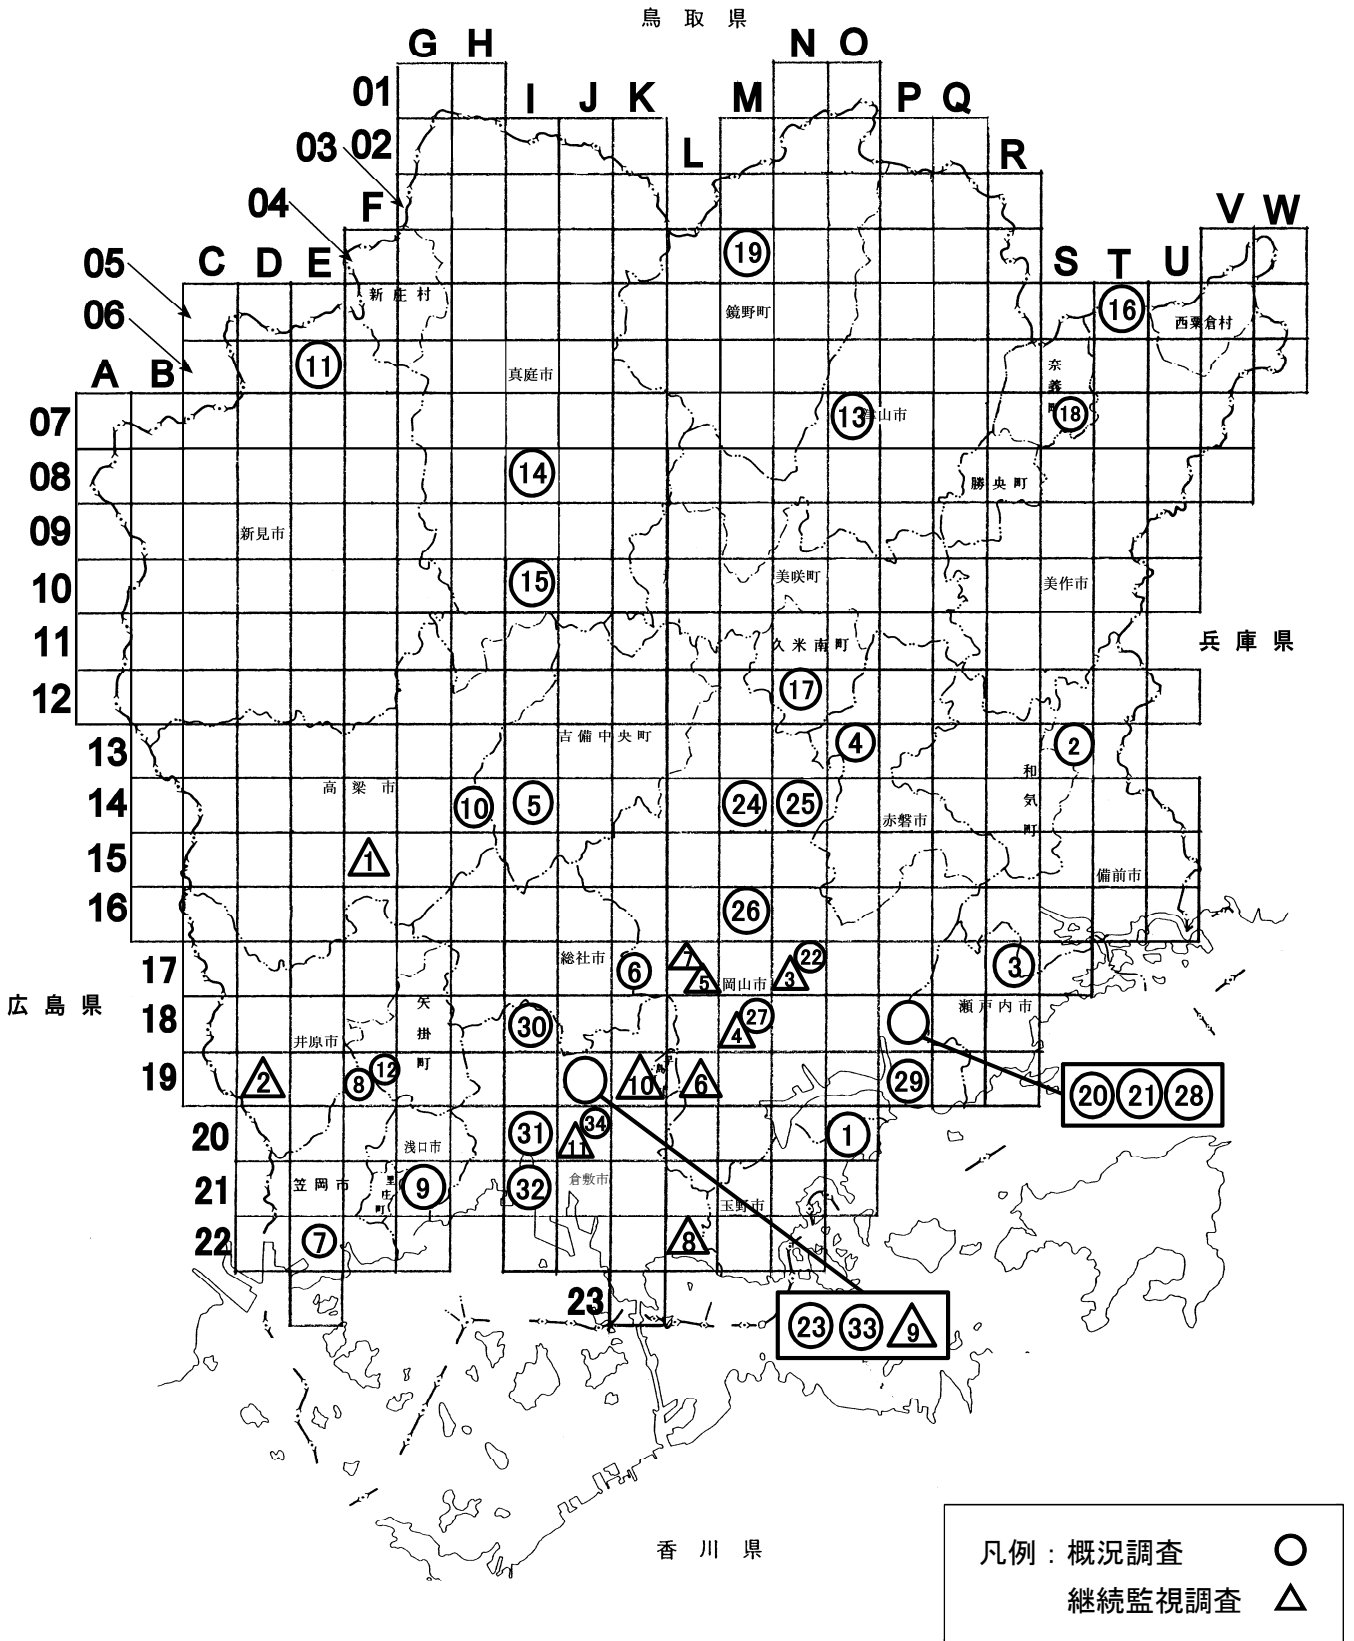 鳥取県
G H N O
01 I J K M P Q
03 02 L R
04 F V W
05 C D E 19 S T U
06 新庄村 鏡野町 16 西粟倉村
A B 11 真庭市 奈義町
07 13 津山市 18
08 14 勝央町
09 新見市
10 15 美咲町 美作市
11 久米南町 兵庫県
12 17
13 吉備中央町 4 2
高梁市 和気町
14 10 5 24 25 赤磐市
15 1 備前市
16 26
17 総社市 6 7 5 岡山市 3 22 3
広島県 矢掛町 瀬戸内市
18 井原市 30 4 27
19 2 8 12 10 6 29
20 21 28
20 浅口市 31 11 34 1
21 笠岡市 里庄町 9 32 倉敷市 玉野市
22 7 8
23
23 33 9
香川県
凡例:概況調査 ○
継続監視調査 △